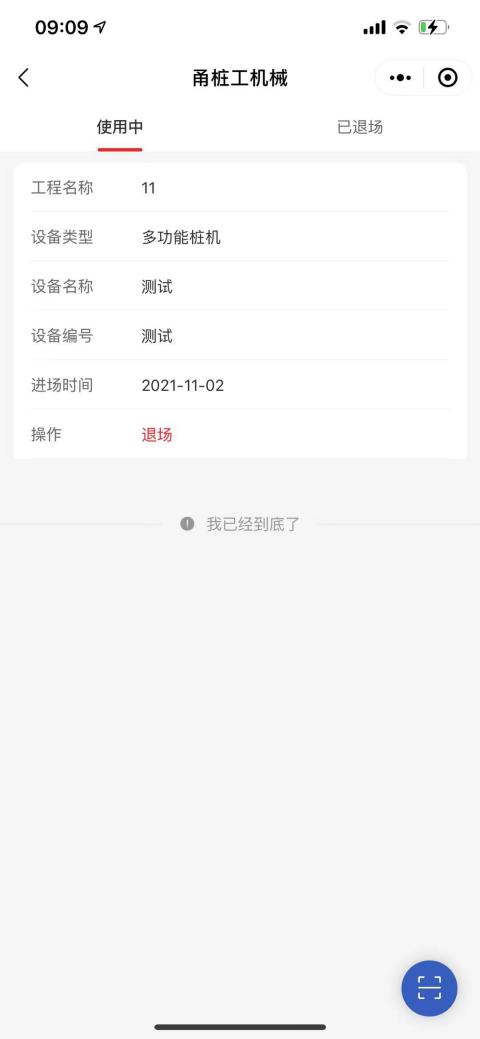 09:09
甬桩工机械
使用中 已退场
工程名称 11
设备类型 多功能桩机
设备名称 测试
设备编号 测试
进场时间 2021-11-02
操作 退场
我已经到底了